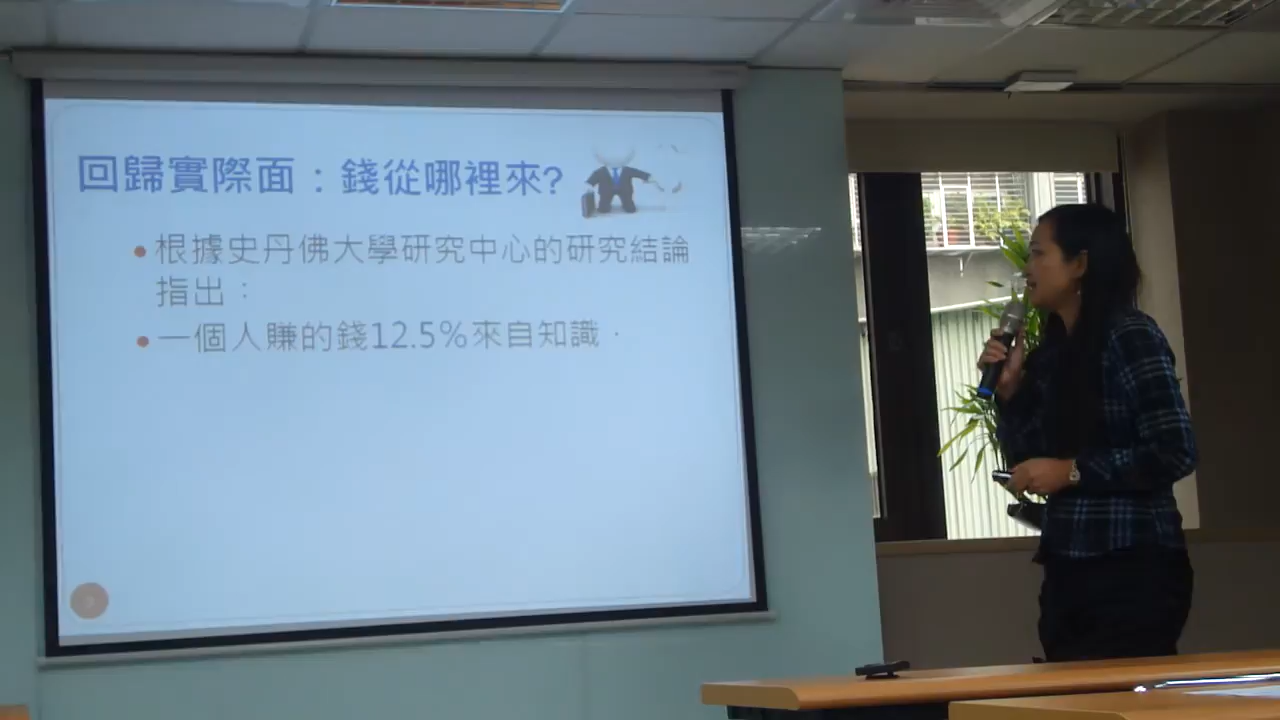 回歸實際面：錢從哪裡來?
根據史丹佛大學研究中心的研究結論
指出：
一個人賺的錢12.5%來自知識．